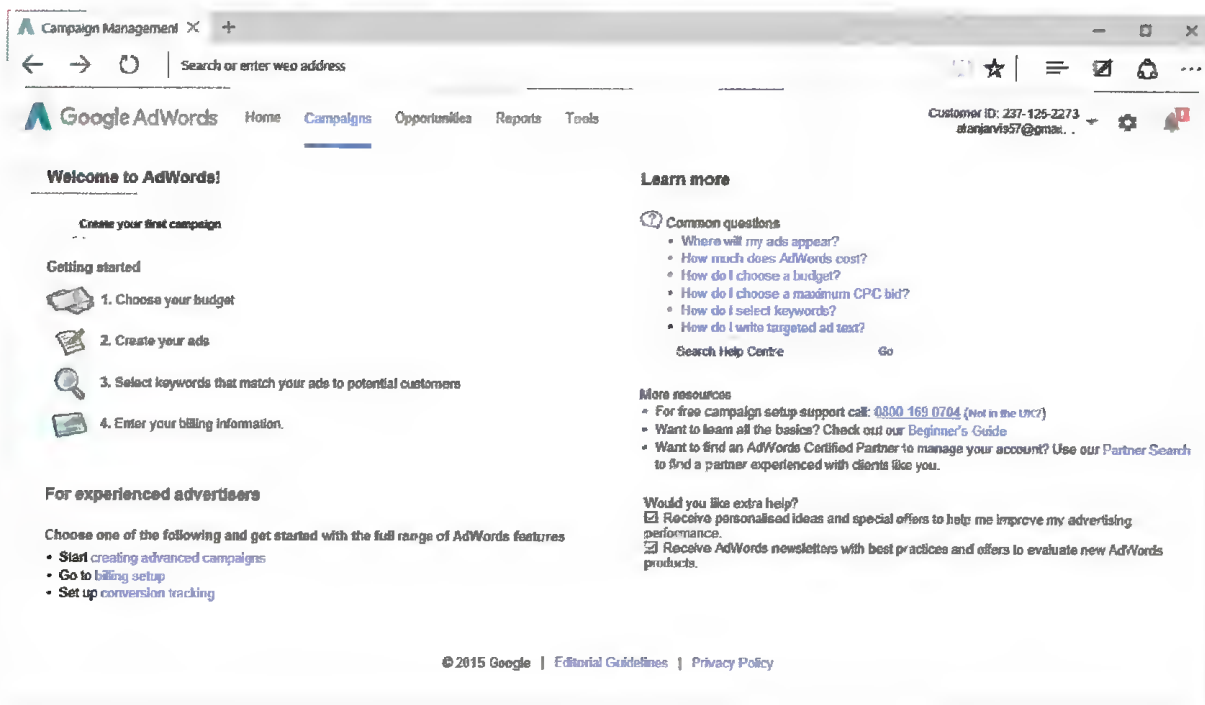 Campaign Management
Search or enter web address
Google AdWords Home Campaigns Opportunities Reports Tools
Customer ID: 237-125-2273
Welcome to AdWords!
Create your first campaign
Getting started
1. Choose your budget
2. Create your ads
3. Select keywords that match your ads to potential customers
4. Enter your billing information.
For experienced advertisers
Choose one of the following and get started with the full range of AdWords features
• Start creating advanced campaigns
• Go to billing setup
• Set up conversion tracking
Learn more
Common questions
• Where will my ads appear?
• How much does AdWords cost?
• How do I choose a budget?
• How do I choose a maximum CPC bid?
• How do I select keywords?
• How do I write targeted ad text?
Search Help Centre Go
More resources
• For free campaign setup support call: 0800 169 0704 (Not in the UK?)
• Want to learn all the basics? Check out our Beginner's Guide
• Want to find an AdWords Certified Partner to manage your account? Use our Partner Search
to find a partner experienced with clients like you.
Would you like extra help?
Receive personalised ideas and special offers to help me improve my advertising
performance.
Receive AdWords newsletters with best practices and offers to evaluate new AdWords
products.
© 2015 Google | Editorial Guidelines | Privacy Policy